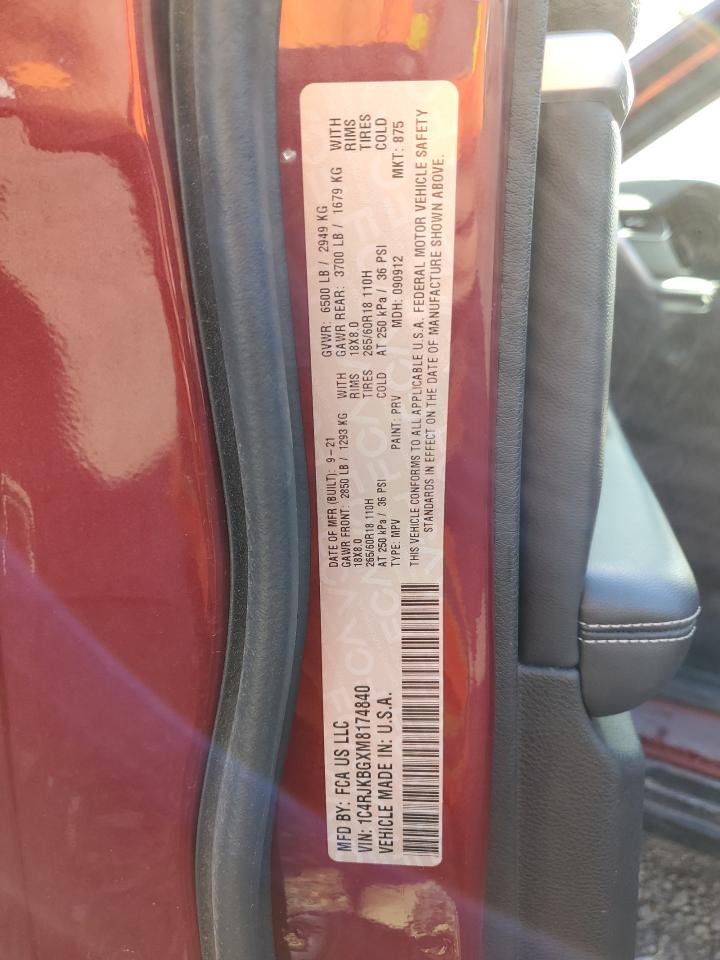 MFD BY: FCA US LLC
VIN: 1C4RJKBGXM8174840
VEHICLE MADE IN: U.S.A.
DATE OF MFR (BUILT): 9-21 GVWR: 6500 LB / 2949 KG
GAWR FRONT: 2850 LB / 1293 KG WITH GAWR REAR: 3700 LB / 1679 KG WITH
18X8.0 RIMS 18X8.0 RIMS
265/60R18 110H TIRES 265/60R18 110H TIRES
AT 250 kPa / 36 PSI COLD AT 250 kPa / 36 PSI COLD
TYPE: MPV PAINT: PRV MDH: 090912 MKT: 875
THIS VEHICLE CONFORMS TO ALL APPLICABLE U.S.A. FEDERAL MOTOR VEHICLE SAFETY
STANDARDS IN EFFECT ON THE DATE OF MANUFACTURE SHOWN ABOVE.